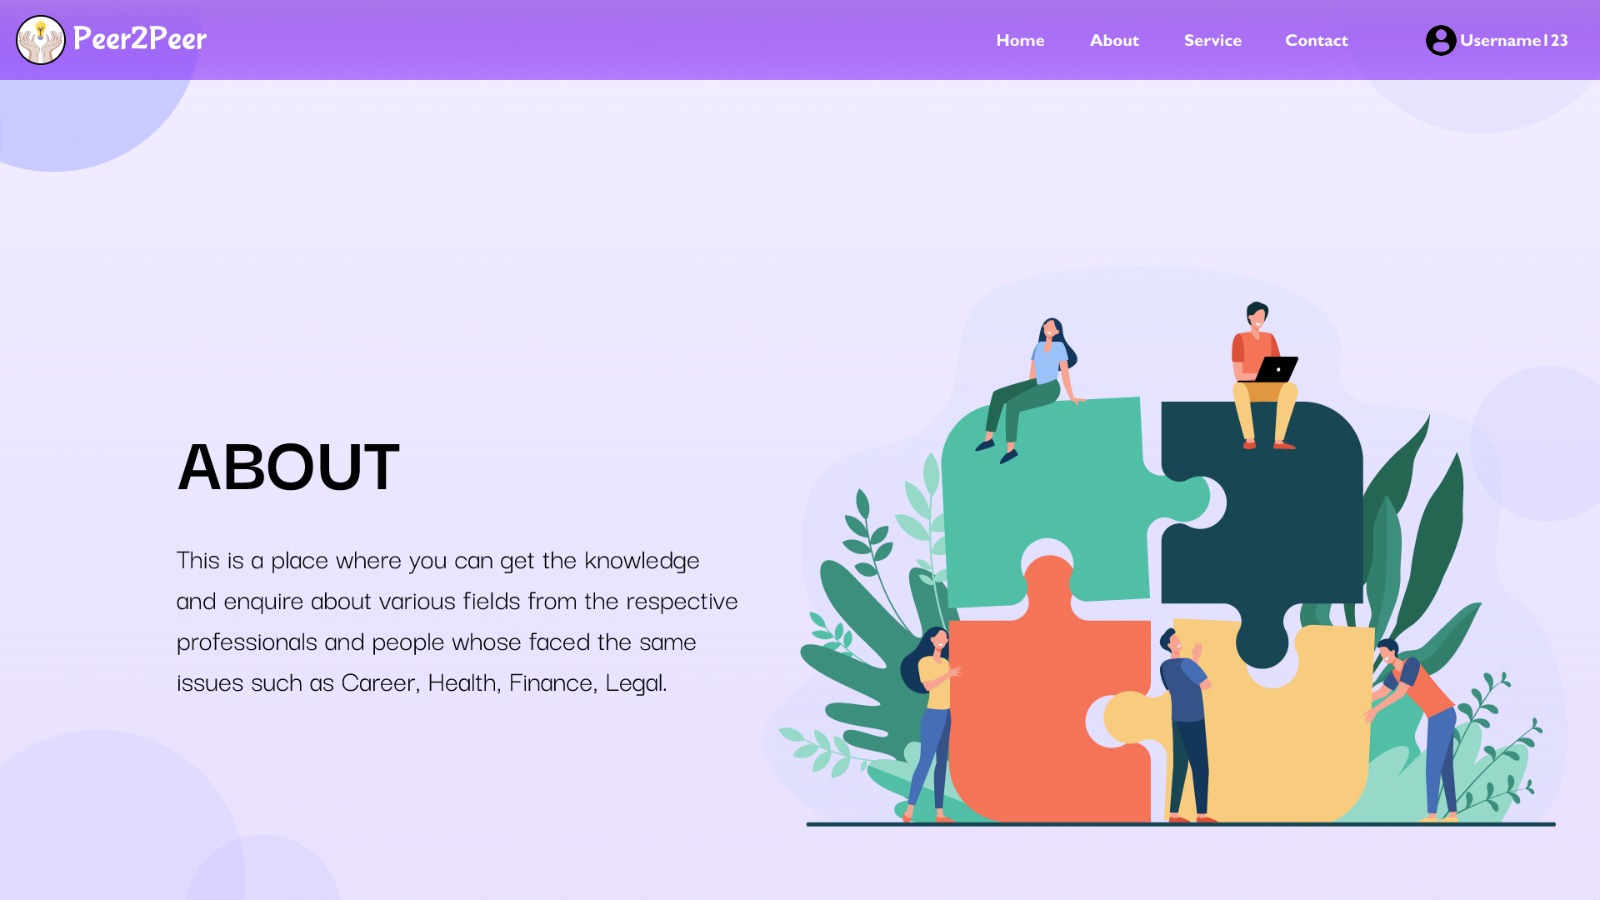 Peer2Peer
Home About Service Contact Username123
ABOUT
This is a place where you can get the knowledge
and enquire about various fields from the respective
professionals and people whose faced the same
issues such as Career, Health, Finance, Legal.